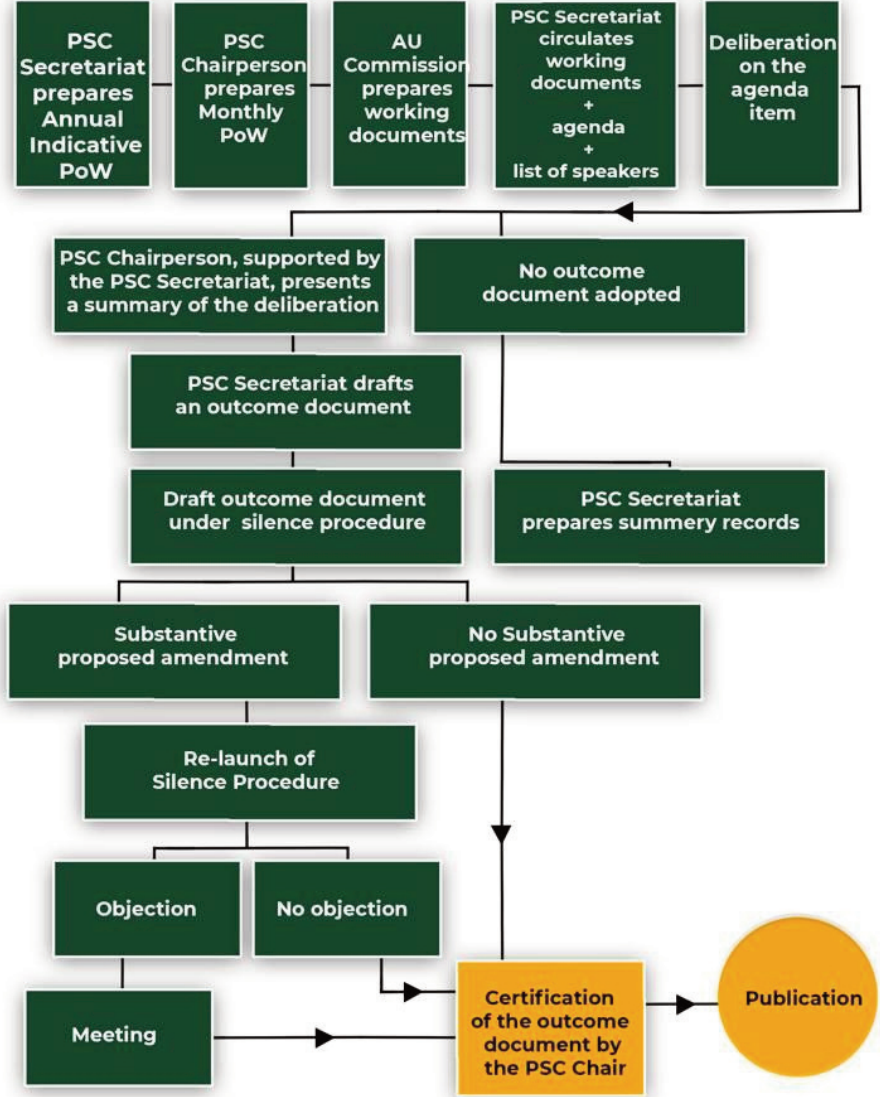 PSC
Secretariat
prepares
Annual
Indicative
PoW
PSC
Chairperson
prepares
Monthly
PoW
AU
Commission
prepares
working
documents
PSC Secretariat
circulates
working
documents
+
agenda
+
list of speakers
Deliberation
on the
agenda
item
PSC Chairperson, supported by
the PSC Secretariat, presents
a summary of the deliberation
No outcome
document adopted
PSC Secretariat drafts
an outcome document
Draft outcome document
under silence procedure
PSC Secretariat
prepares summery records
Substantive
proposed amendment
No Substantive
proposed amendment
Re-launch of
Silence Procedure
Objection
No objection
Meeting
Certification
of the outcome
document by
the PSC Chair
Publication